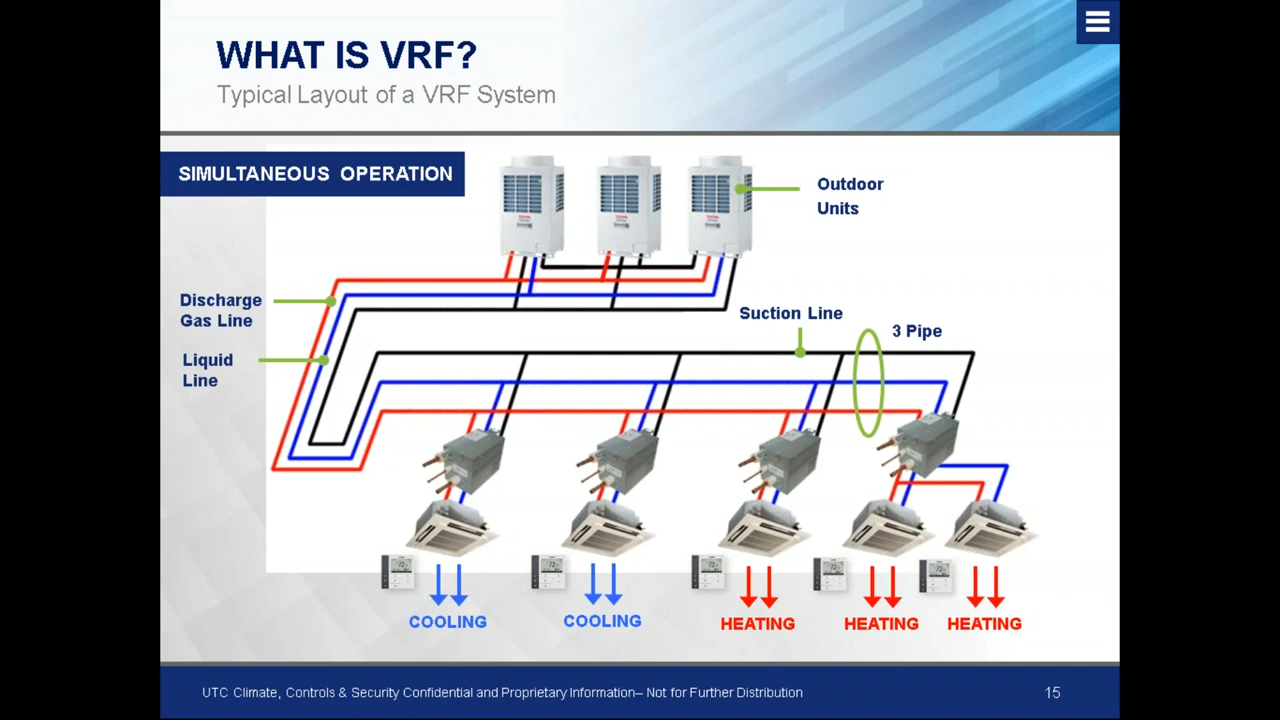 WHAT IS VRF?
Typical Layout of a VRF System
SIMULTANEOUS OPERATION
Outdoor
Units
Discharge
Gas Line
Suction Line
3 Pipe
Liquid
Line
COOLING
COOLING
HEATING
HEATING
HEATING
UTC Climate, Controls & Security Confidential and Proprietary Information– Not for Further Distribution
15